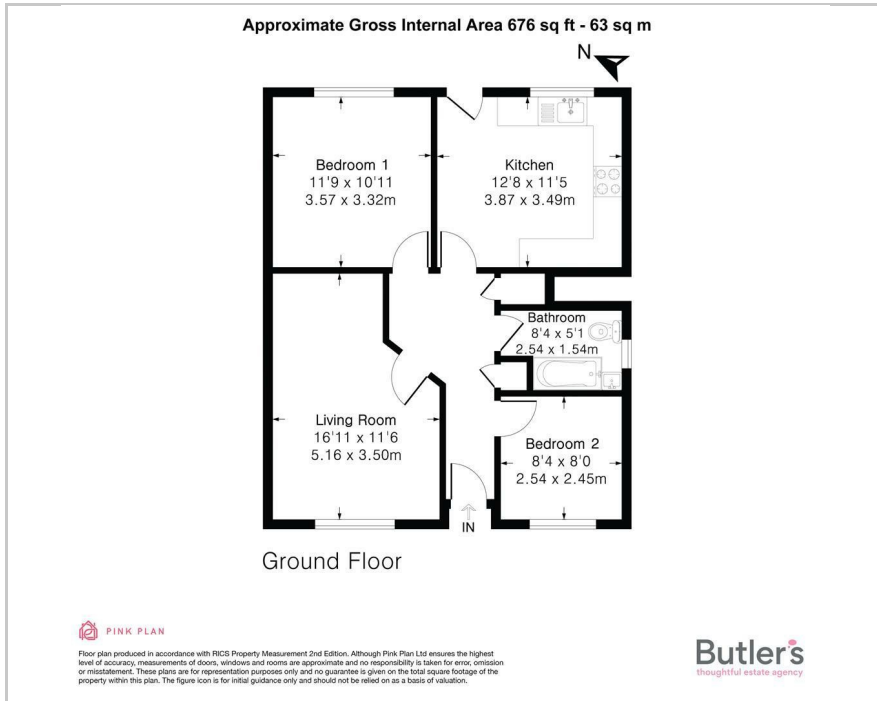 Approximate Gross Internal Area 676 sq ft - 63 sq m
N
Bedroom 1
11'9 x 10'11
3.57 x 3.32m
Kitchen
12'8 x 11'5
3.87 x 3.49m
Bathroom
8'4 x 5'1
2.54 x 1.54m
Living Room
16'11 x 11'6
5.16 x 3.50m
Bedroom 2
8'4 x 8'0
2.54 x 2.45m
IN
Ground Floor
PINK PLAN
Floor plan produced in accordance with RICS Property Measurement 2nd Edition. Although Pink Plan Ltd ensures the highest
level of accuracy, measurements of doors, windows and rooms are approximate and no responsibility is taken for error, omission
or misstatement. These plans are for representation purposes only and no guarantee is given on the total square footage of the
property within this plan. The figure icon is for initial guidance only and should not be relied on as a basis of valuation.
Butler's
thoughtful estate agency